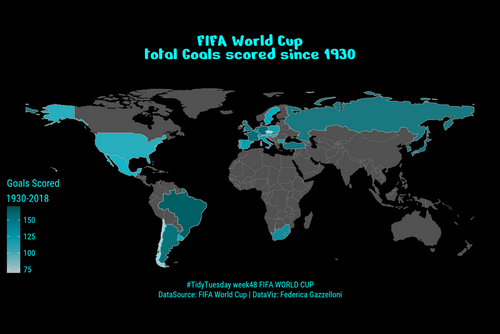 FIFA World Cup
total Goals scored since 1930
Goals Scored
1930-2018
150
125
100
75
#TidyTuesday week48 FIFA WORLD CUP
DataSource: FIFA World Cup | DataViz: Federica Gazzelloni